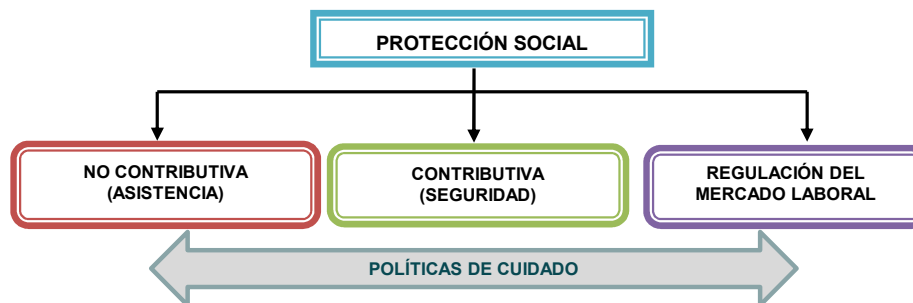 PROTECCIÓN SOCIAL
NO CONTRIBUTIVA
(ASISTENCIA)
CONTRIBUTIVA
(SEGURIDAD)
REGULACIÓN DEL
MERCADO LABORAL
POLÍTICAS DE CUIDADO